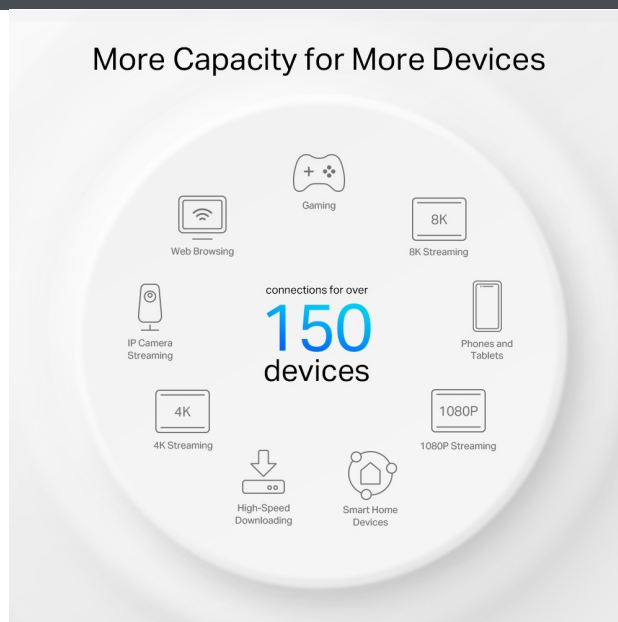 More Capacity for More Devices
Gaming
8K
8K Streaming
Web Browsing
connections for over
150
devices
IP Camera
Streaming
Phones and
Tablets
4K
4K Streaming
1080P
1080P Streaming
High-Speed
Downloading
Smart Home
Devices